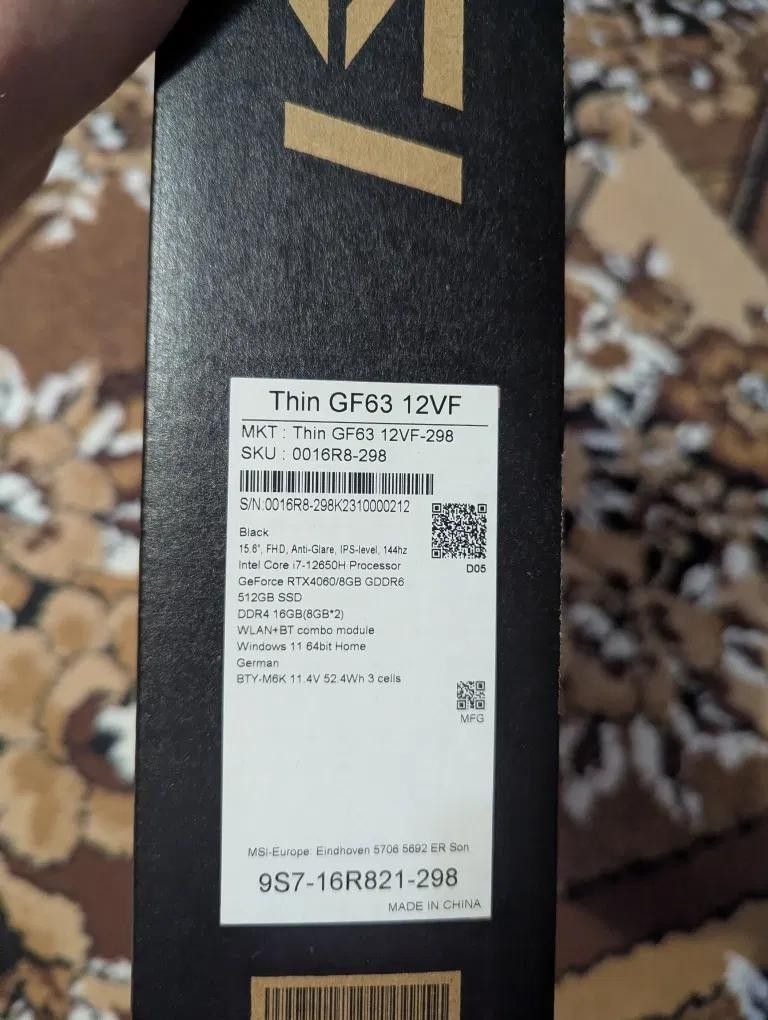 Thin GF63 12VF
MKT : Thin GF63 12VF-298
SKU : 0016R8-298
S/N:0016R8-298K2310000212
Black
15.6", FHD, Anti-Glare, IPS-level, 144hz
D05
Intel Core i7-12650H Processor
GeForce RTX4060/8GB GDDR6
512GB SSD
DDR4 16GB(8GB*2)
WLAN+BT combo module
Windows 11 64bit Home
German
BTY-M6K 11.4V 52.4Wh 3 cells
MFG
MSI-Europe: Eindhoven 5706 5692 ER Son
9S7-16R821-298
MADE IN CHINA